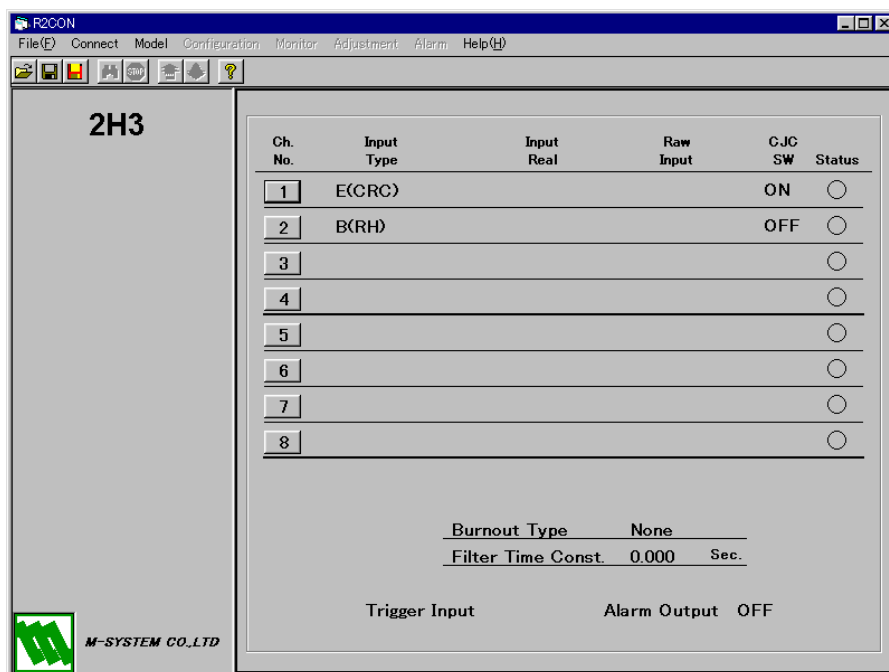 R2CON
File(F) Connect Model Configuration Monitor Adjustment Alarm Help(H)
STOP ?
2H3
Ch. No. Input Type Input Real Raw Input CJC SW Status
1 E(CRC) ON
2 B(RH) OFF
3
4
5
6
7
8
Burnout Type None
Filter Time Const. 0.000 Sec.
Trigger Input Alarm Output OFF
M-SYSTEM CO.,LTD